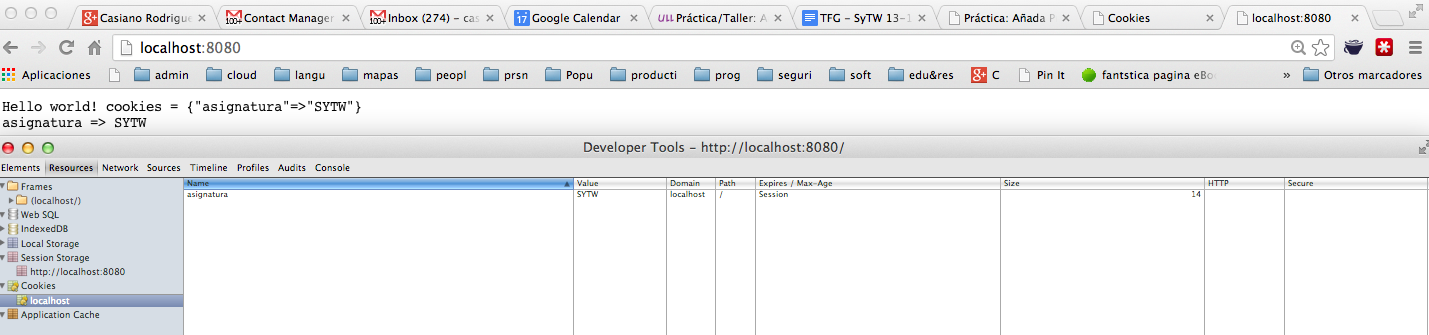 Casiano Rodrigue
100+ Contact Manager
100+ Inbox (274) – cas
17 Google Calendar
ULL Práctica/Taller: A
TFG – SyTW 13–1
Práctica: Añada P
Cookies
localhost:8080
localhost:8080
Aplicaciones
admin
cloud
langu
mapas
peopl
prsn
Popu
producti
prog
seguri
soft
edu&res
g+ C
Pin It
fantstica pagina eBo
»
Otros marcadores
Hello world! cookies = {"asignatura"=>"SYTW"}
asignatura => SYTW
Developer Tools – http://localhost:8080/
Elements Resources Network Sources Timeline Profiles Audits Console
Name Value Domain Path Expires / Max-Age Size HTTP Secure
asignatura SYTW localhost / Session 14
Frames
(localhost/)
Web SQL
IndexedDB
Local Storage
Session Storage
http://localhost:8080
Cookies
localhost
Application Cache